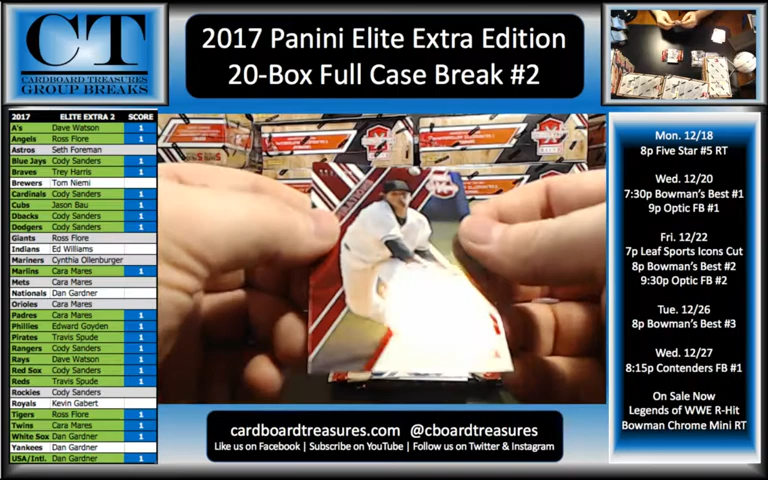 CT
CARDBOARD TREASURES
GROUP BREAKS
2017 Panini Elite Extra Edition
20-Box Full Case Break #2
2017 ELITE EXTRA 2 SCORE
A's Dave Watson 1
Angels Ross Flore 1
Astros Seth Foreman
Blue Jays Cody Sanders 1
Braves Trey Harris 1
Brewers Tom Niemi
Cardinals Cody Sanders 1
Cubs Jason Bau 1
Dbacks Cody Sanders 1
Dodgers Cody Sanders 1
Giants Ross Flore
Indians Ed Williams
Mariners Cynthia Ollenburger
Marlins Cara Mares 1
Mets Cara Mares
Nationals Dan Gardner
Orioles Cara Mares
Padres Cara Mares 1
Phillies Edward Goyden 1
Pirates Travis Spude 1
Rangers Cody Sanders 1
Rays Dave Watson 1
Red Sox Cody Sanders 1
Reds Travis Spude 1
Rockies Cody Sanders
Royals Kevin Gabert
Tigers Ross Flore 1
Twins Cara Mares 1
White Sox Dan Gardner 1
Yankees Dan Gardner
USA/Intl. Dan Gardner 1
Mon. 12/18
8p Five Star #5 RT
Wed. 12/20
7:30p Bowman's Best #1
9p Optic FB #1
Fri. 12/22
7p Leaf Sports Icons Cut
8p Bowman's Best #2
9:30p Optic FB #2
Tue. 12/26
8p Bowman's Best #3
Wed. 12/27
8:15p Contenders FB #1
On Sale Now
Legends of WWE R-Hit
Bowman Chrome Mini RT
cardboardtreasures.com @cboardtreasures
Like us on Facebook | Subscribe on YouTube | Follow us on Twitter & Instagram